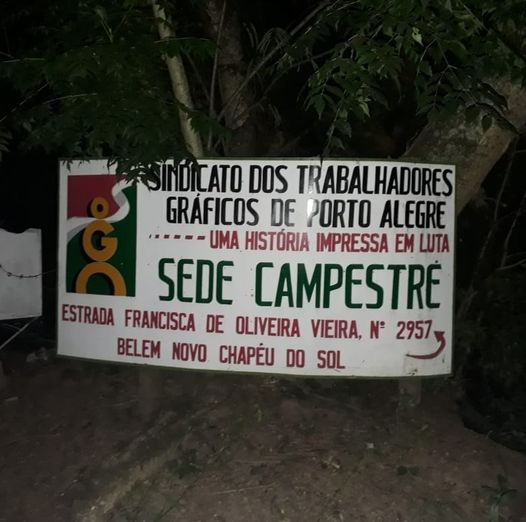 SINDICATO DOS TRABALHADORES
GRÁFICOS DE PORTO ALEGRE
------ UMA HISTÓRIA IMPRESSA EM LUTA
SEDE CAMPESTRE
ESTRADA FRANCISCA DE OLIVEIRA VIEIRA, Nº 2957
BELEM NOVO CHAPÉU DO SOL